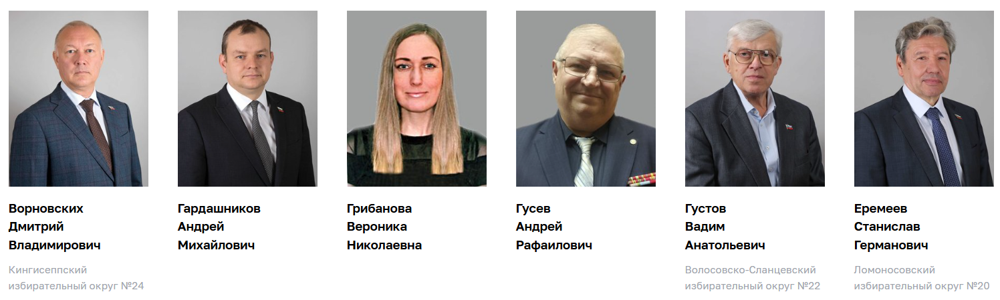 Ворновских
Дмитрий
Владимирович
Кингисеппский
избирательный округ №24
Гардашников
Андрей
Михайлович
Грибанова
Вероника
Николаевна
Гусев
Андрей
Рафаилович
Густов
Вадим
Анатольевич
Волосовско-Сланцевский
избирательный округ №22
Еремеев
Станислав
Германович
Ломоносовский
избирательный округ №20